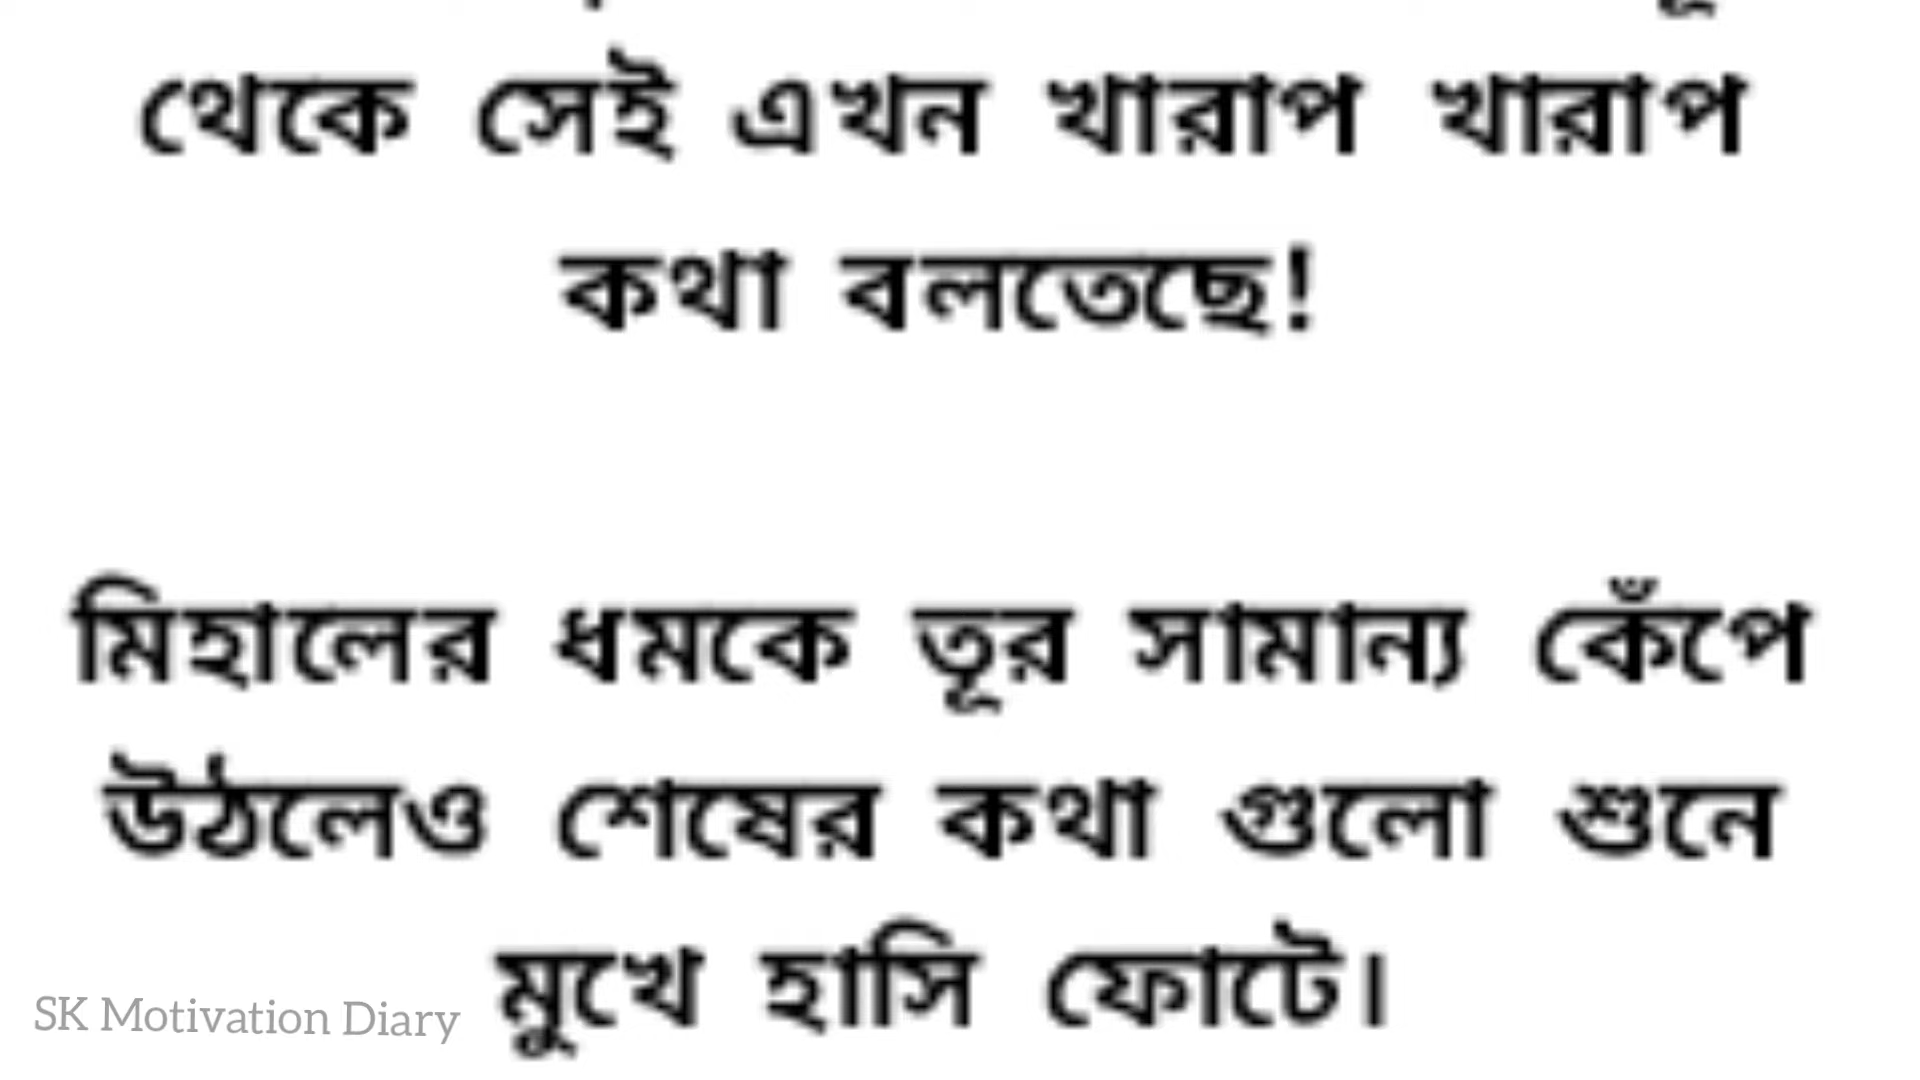 থেকে সেই এখন খারাপ খারাপ
কথা বলতেছে!
মিহালের ধমকে তূর সামান্য কেঁপে
উঠলেও শেষের কথা গুলো শুনে
মুখে হাসি ফোটে।
SK Motivation Diary